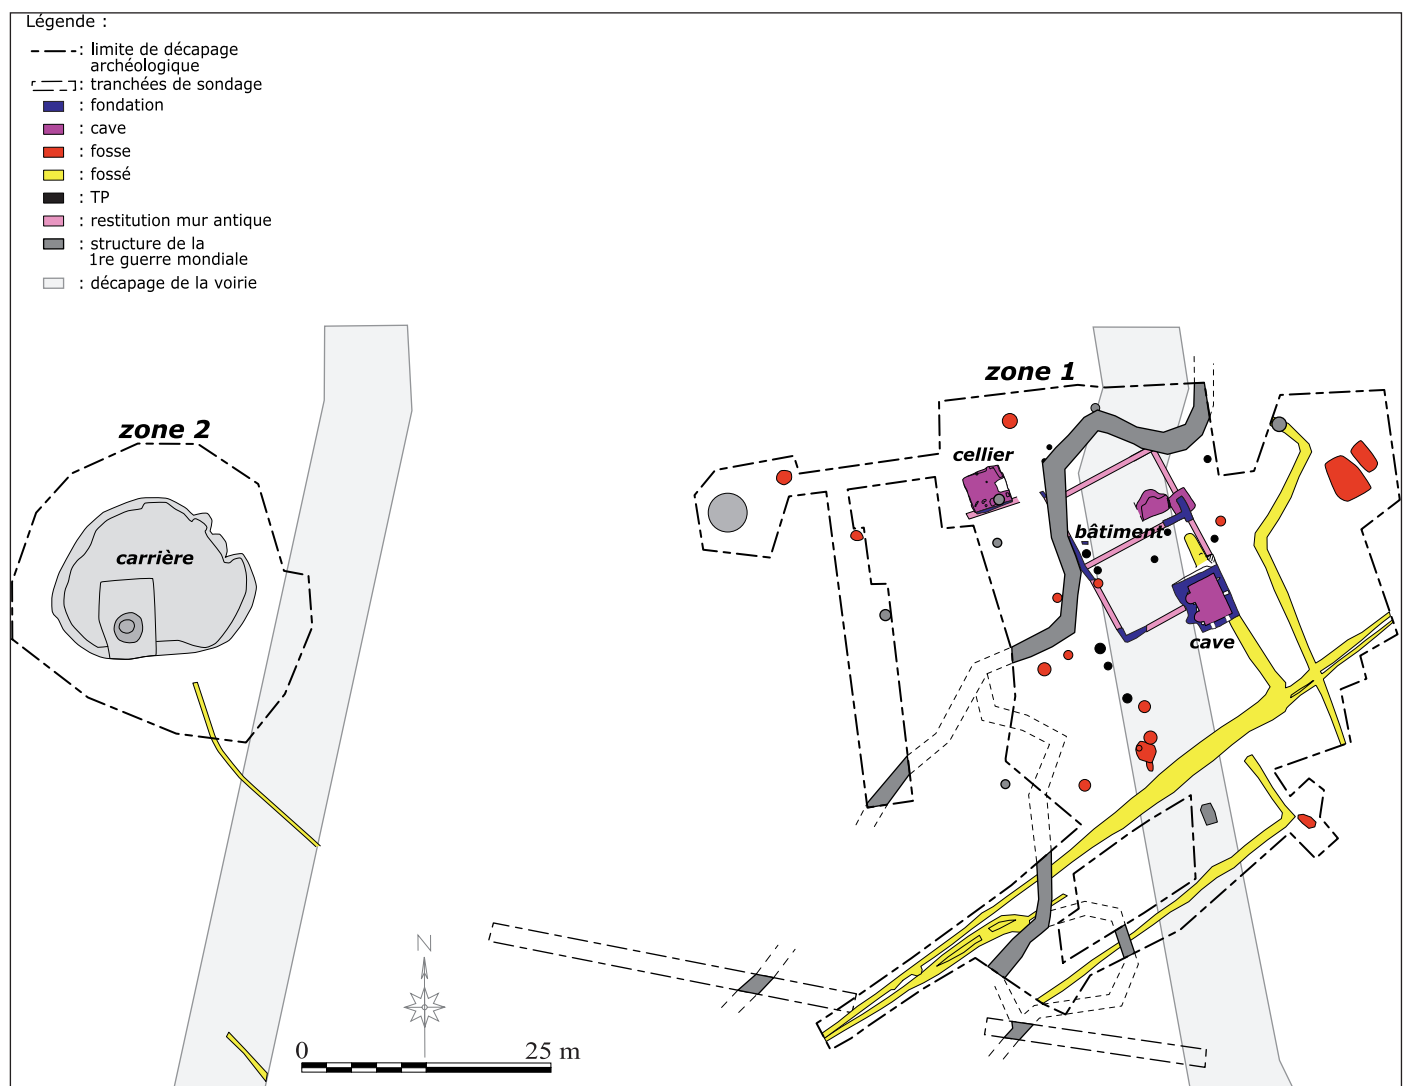 Légende :
: limite de décapage
archéologique
: tranchées de sondage
: fondation
: cave
: fosse
: fossé
: TP
: restitution mur antique
: structure de la
1re guerre mondiale
: décapage de la voirie
zone 1
zone 2
cellier
bâtiment
carrière
cave
N
0 25 m